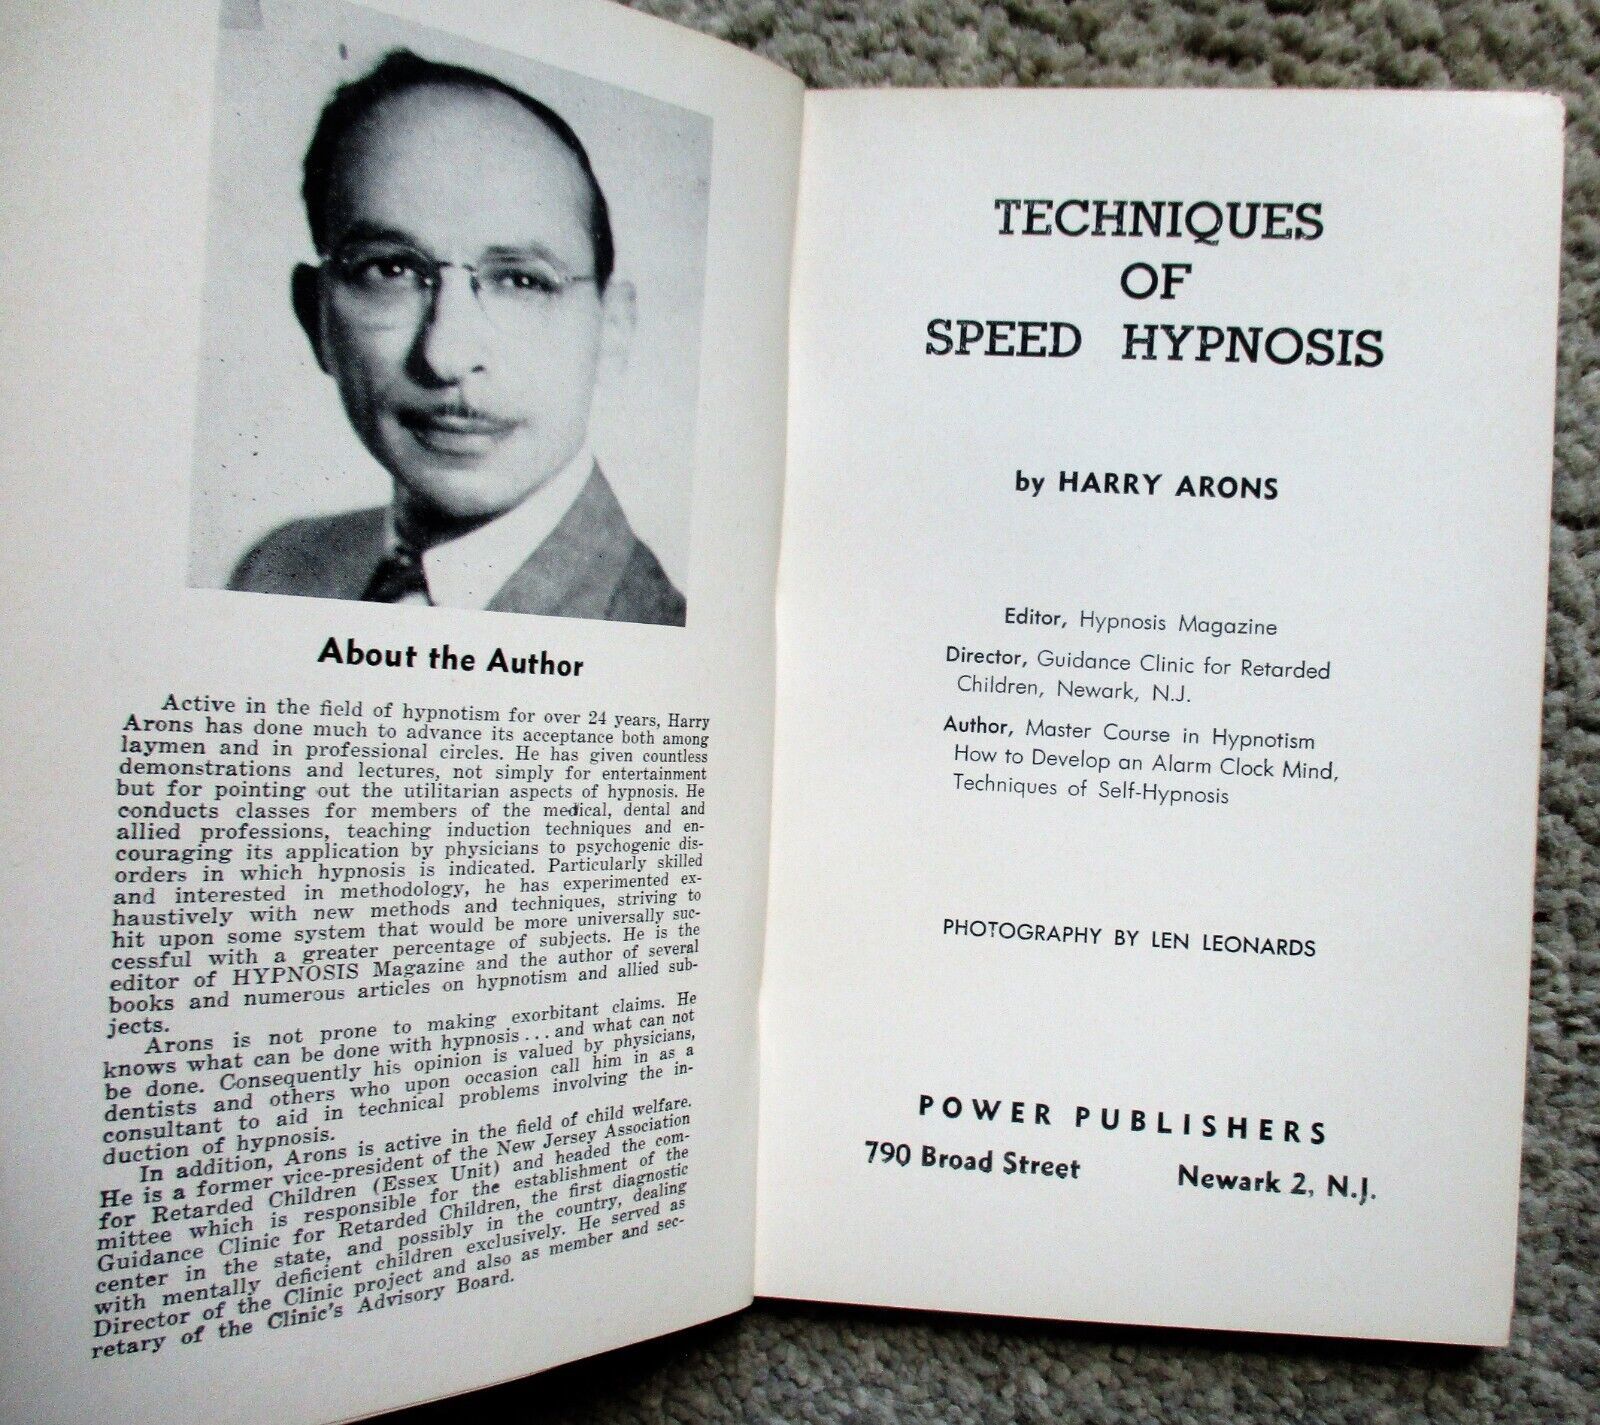 About the Author
Active in the field of hypnotism for over 24 years, Harry
Arons has done much to advance its acceptance both among
laymen and in professional circles. He has given countless
demonstrations and lectures, not simply for entertainment
but for pointing out the utilitarian aspects of hypnosis. He
conducts classes for members of the medical, dental and
allied professions, teaching induction techniques and en-
couraging its application by physicians to psychogenic dis-
orders in which hypnosis is indicated. Particularly skilled
and interested in methodology, he has experimented ex-
haustively with new methods and techniques, striving to
hit upon some system that would be more universally suc-
cessful with a greater percentage of subjects. He is the
editor of HYPNOSIS Magazine and the author of several
books and numerous articles on hypnotism and allied sub-
jects.
Arons is not prone to making exorbitant claims. He
knows what can be done with hypnosis... and what can not
be done. Consequently his opinion is valued by physicians,
dentists and others who upon occasion call him in as a
consultant to aid in technical problems involving the in-
duction of hypnosis.
In addition, Arons is active in the field of child welfare.
He is a former vice-president of the New Jersey Association
for Retarded Children (Essex Unit) and headed the com-
mittee which is responsible for the establishment of the
Guidance Clinic for Retarded Children, the first diagnostic
center in the state, and possibly in the country, dealing
with mentally deficient children exclusively. He served as
Director of the Clinic project and also as member and sec-
retary of the Clinic's Advisory Board.
TECHNIQUES
OF
SPEED HYPNOSIS
by HARRY ARONS
Editor, Hypnosis Magazine
Director, Guidance Clinic for Retarded
Children, Newark, N.J.
Author, Master Course in Hypnotism
How to Develop an Alarm Clock Mind,
Techniques of Self-Hypnosis
PHOTOGRAPHY BY LEN LEONARDS
POWER PUBLISHERS
790 Broad Street Newark 2, N.J.